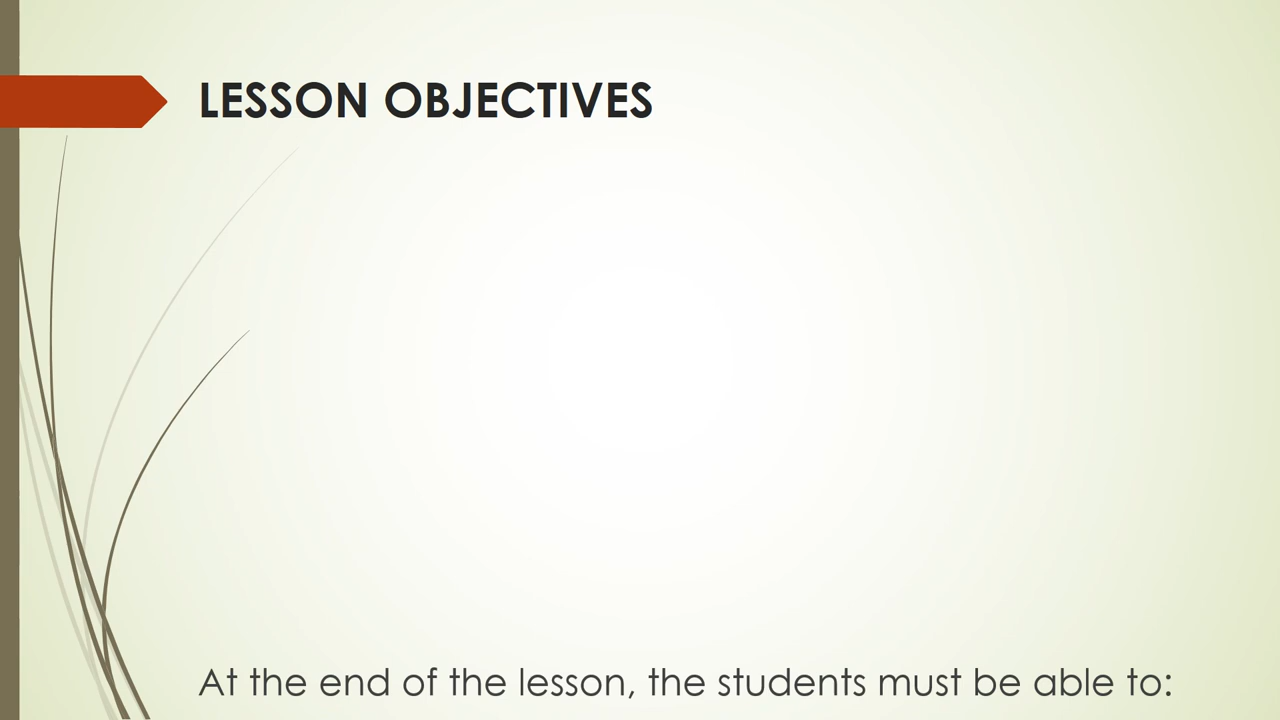 LESSON OBJECTIVES
At the end of the lesson, the students must be able to: